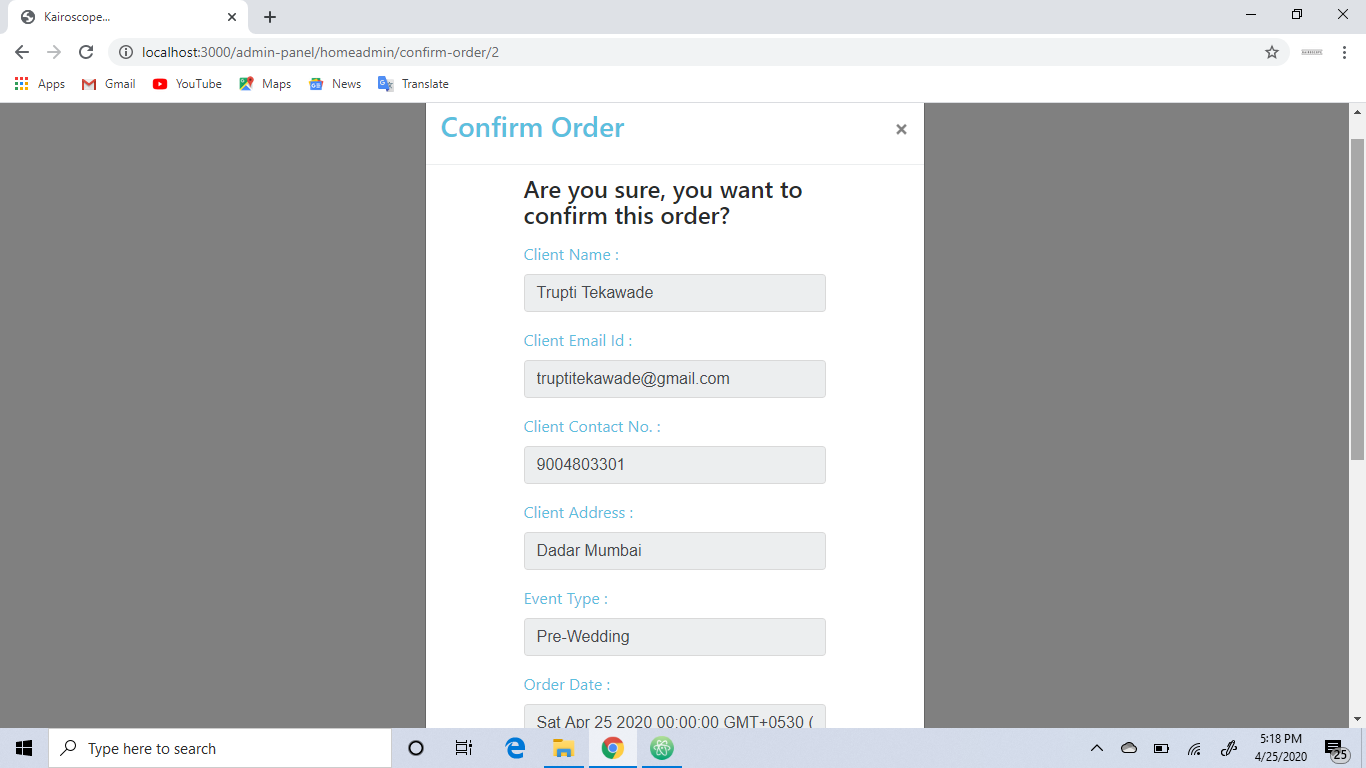 Kairoscope...
localhost:3000/admin-panel/homeadmin/confirm-order/2
Apps Gmail YouTube Maps News Translate
Confirm Order ×
Are you sure, you want to
confirm this order?
Client Name :
Trupti Tekawade
Client Email Id :
truptitekawade@gmail.com
Client Contact No. :
9004803301
Client Address :
Dadar Mumbai
Event Type :
Pre-Wedding
Order Date :
Sat Apr 25 2020 00:00:00 GMT+0530 (
Type here to search
5:18 PM
4/25/2020
25